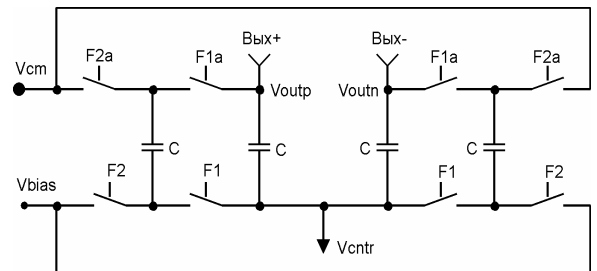 Вых+ Вых-
F2a F1a F1a F2a
Vcm
Voutp Voutn
C C C C
F2 F1 F1 F2
Vbias
Vcntr